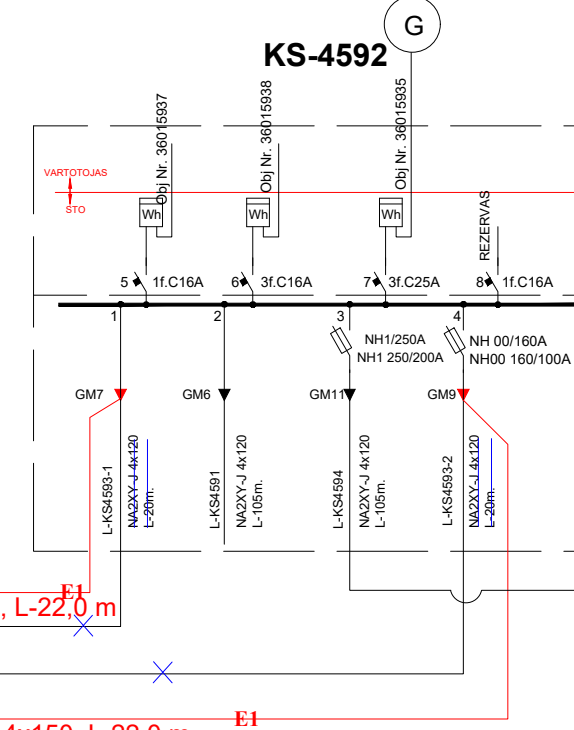 G
KS-4592
Obj Nr. 36015937
Obj Nr. 36015938
Obj Nr. 36015935
VARTOTOJAS
STO
REZERVAS
Wh
Wh
Wh
5 1f.C16A
6 3f.C16A
7 3f.C25A
8 1f.C16A
1
2
3
4
NH1/250A
NH1 250/200A
NH 00/160A
NH00 160/100A
GM7
GM6
GM11
GM9
L-KS4593-1
NA2XY-J 4x120
L-20m.
L-KS4591
NA2XY-J 4x120
L-105m.
L-KS4594
NA2XY-J 4x120
L-105m.
L-KS4593-2
NA2XY-J 4x120
L-20m.
E1
, L-22,0 m
E1
4x150, L-22,0 m